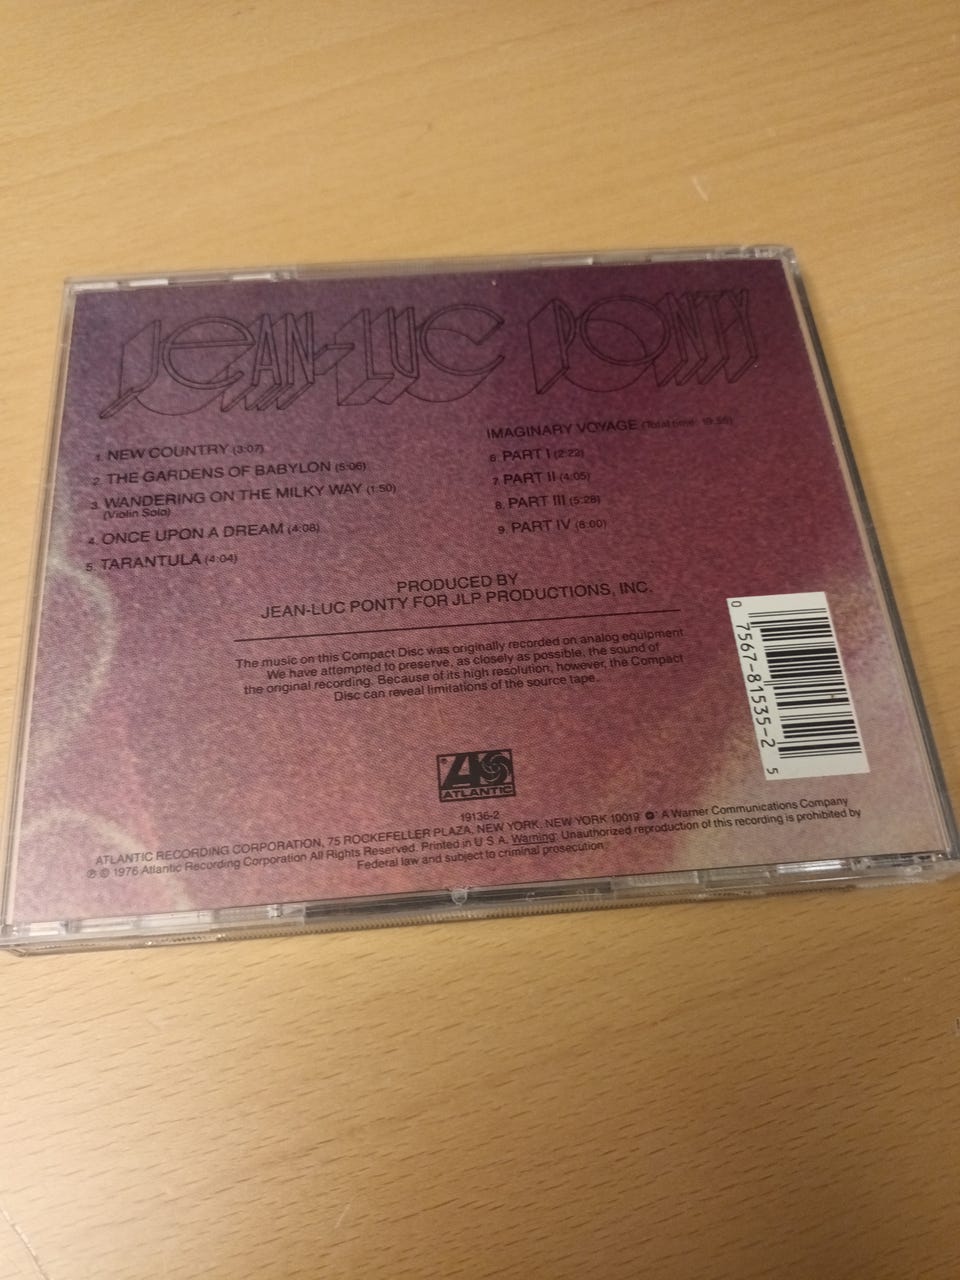 JEAN-LUC PONTY
1. NEW COUNTRY (3:07)
2. THE GARDENS OF BABYLON (5:06)
3. WANDERING ON THE MILKY WAY (1:50)
(Violin Solo)
4. ONCE UPON A DREAM (4:08)
5. TARANTULA (4:04)
IMAGINARY VOYAGE (Total time: 19:55)
6. PART I (2:22)
7. PART II (4:05)
8. PART III (5:28)
9. PART IV (8:00)
PRODUCED BY
JEAN-LUC PONTY FOR JLP PRODUCTIONS, INC.
The music on this Compact Disc was originally recorded on analog equipment
We have attempted to preserve, as closely as possible, the sound of
the original recording. Because of its high resolution, however, the Compact
Disc can reveal limitations of the source tape.
0 7567-81535-2 5
ATLANTIC
19136-2
ATLANTIC RECORDING CORPORATION, 75 ROCKEFELLER PLAZA, NEW YORK, NEW YORK 10019 A Warner Communications Company
℗ © 1976 Atlantic Recording Corporation All Rights Reserved. Printed in U S A. Warning: Unauthorized reproduction of this recording is prohibited by
Federal law and subject to criminal prosecution.